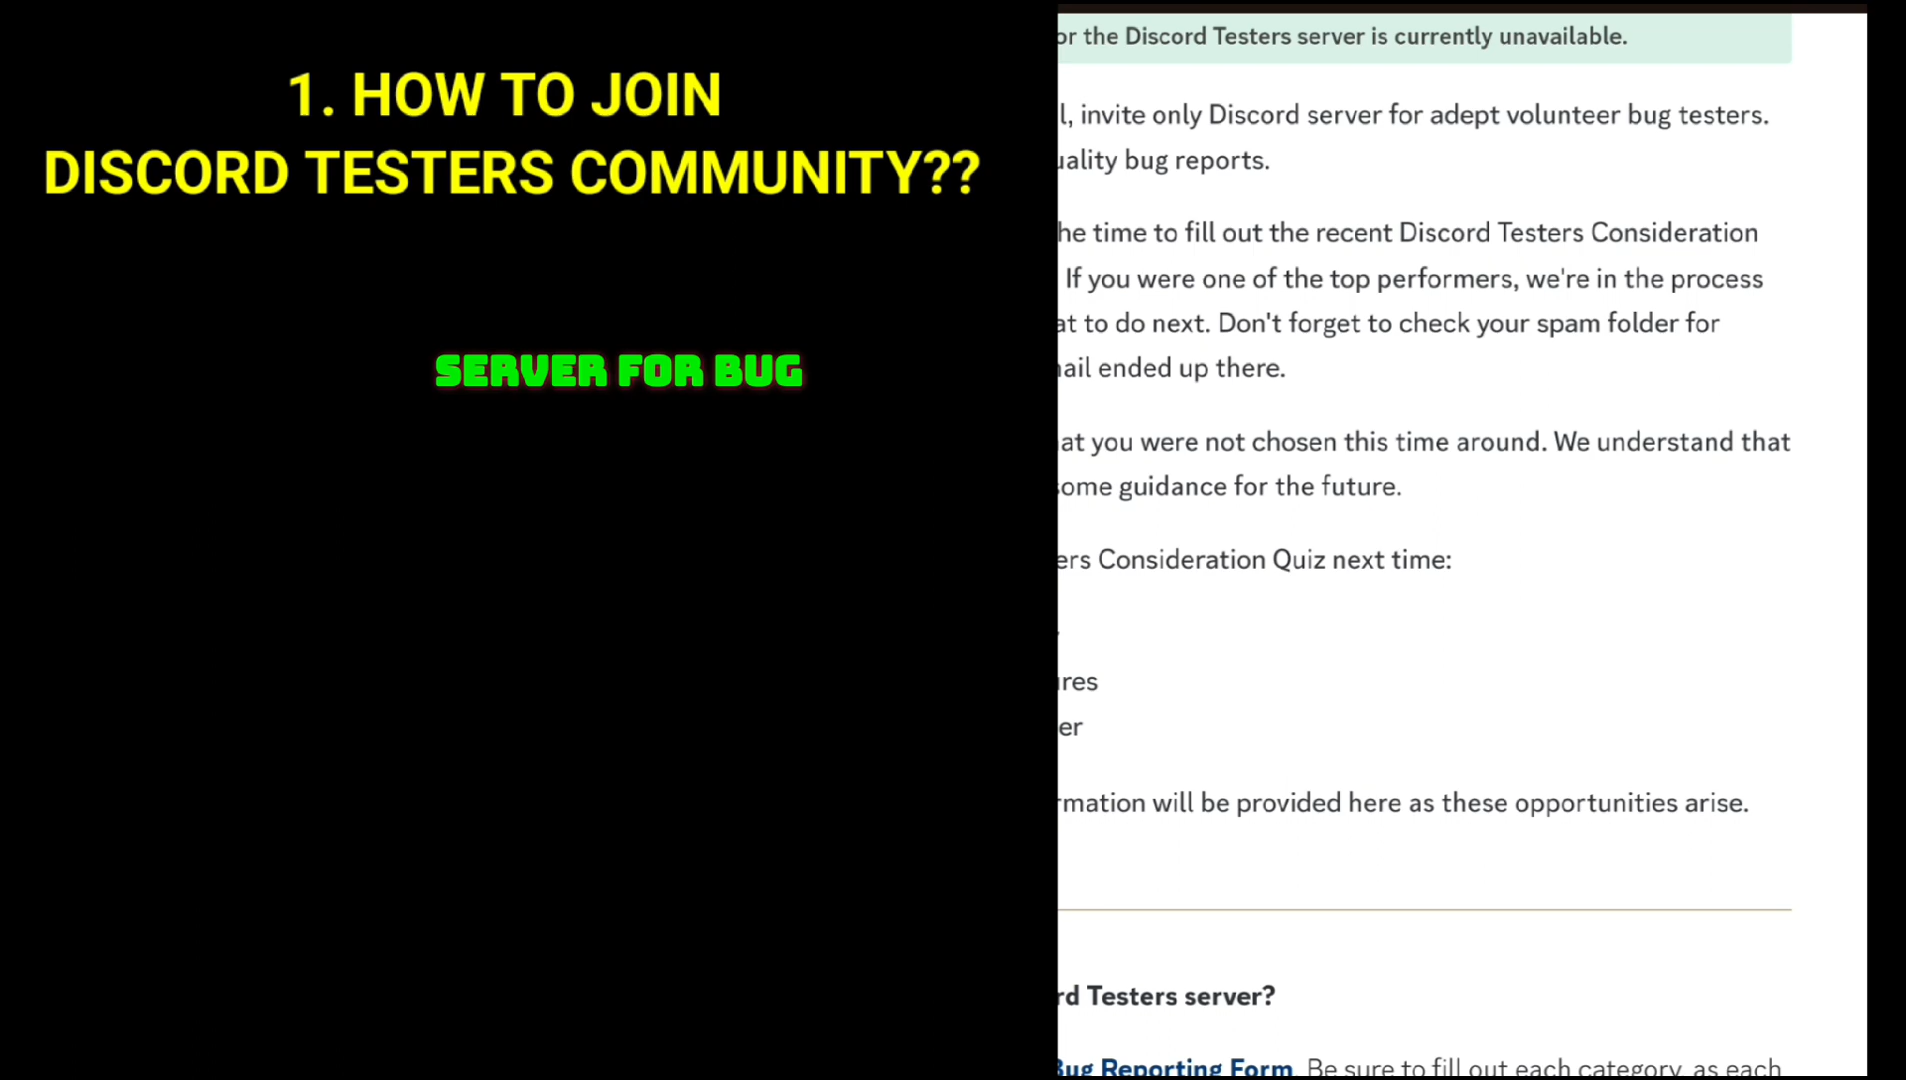 1. HOW TO JOIN
DISCORD TESTERS COMMUNITY??
SERVER FOR BUG
or the Discord Testers server is currently unavailable.
l, invite only Discord server for adept volunteer bug testers.
uality bug reports.
he time to fill out the recent Discord Testers Consideration
If you were one of the top performers, we're in the process
at to do next. Don't forget to check your spam folder for
ail ended up there.
at you were not chosen this time around. We understand that
some guidance for the future.
ers Consideration Quiz next time:
ures
er
rmation will be provided here as these opportunities arise.
rd Testers server?
Bug Reporting Form. Be sure to fill out each category, as each